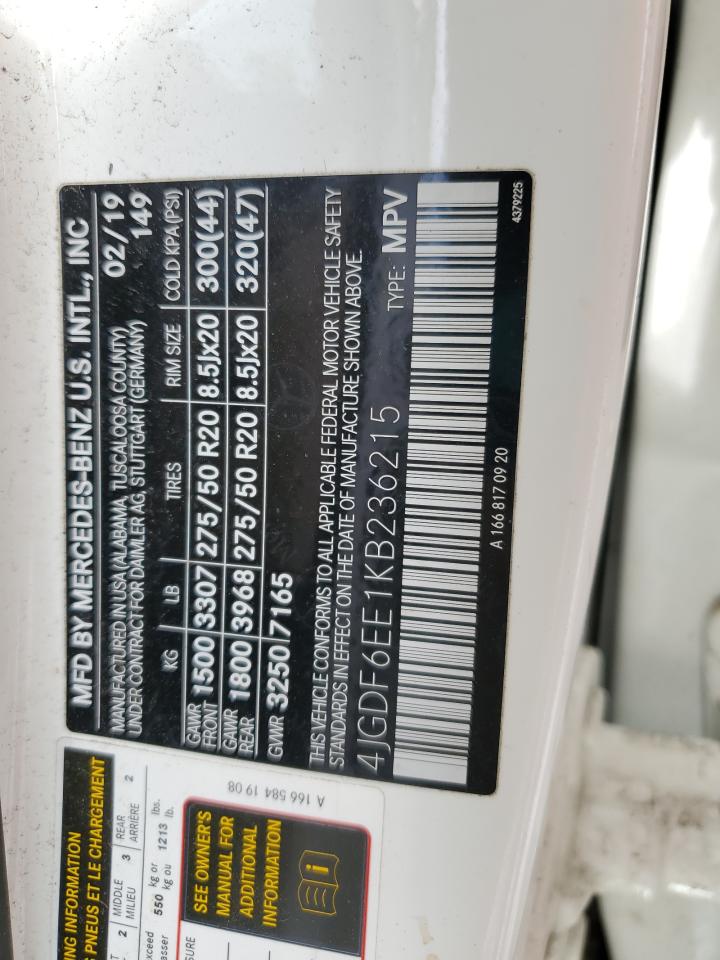 MFD BY MERCEDES-BENZ U.S. INTL., INC
MANUFACTURED IN USA (ALABAMA, TUSCALOOSA COUNTY) 02/19
UNDER CONTRACT FOR DAIMLER AG, STUTTGART (GERMANY) 149
KG LB TIRES RIM SIZE COLD KPA(PSI)
GAWR FRONT 1500 3307 275/50 R20 8.5Jx20 300(44)
GAWR REAR 1800 3968 275/50 R20 8.5Jx20 320(47)
GVWR 3250 7165
THIS VEHICLE CONFORMS TO ALL APPLICABLE FEDERAL MOTOR VEHICLE SAFETY
STANDARDS IN EFFECT ON THE DATE OF MANUFACTURE SHOWN ABOVE.
4JGDF6EE1KB236215 TYPE: MPV
A 166 817 09 20 4379225
INFORMATION
PNEUS ET LE CHARGEMENT
2 MIDDLE 3 REAR 2
MILIEU ARRIÈRE
550 kg or 1213 lbs.
kg ou lb.
SEE OWNER'S
MANUAL FOR
ADDITIONAL
INFORMATION
i
A 166 584 19 08